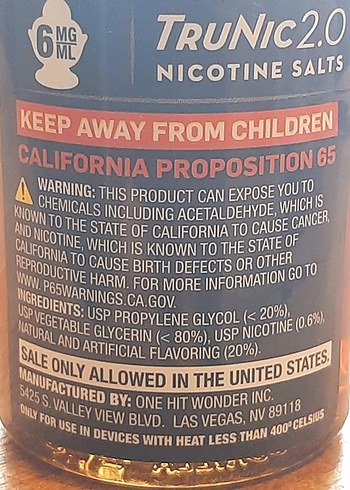 6 MG
ML
TRUNIC 2.0
NICOTINE SALTS
KEEP AWAY FROM CHILDREN
CALIFORNIA PROPOSITION 65
WARNING: THIS PRODUCT CAN EXPOSE YOU TO
CHEMICALS INCLUDING ACETALDEHYDE, WHICH IS
KNOWN TO THE STATE OF CALIFORNIA TO CAUSE CANCER,
AND NICOTINE, WHICH IS KNOWN TO THE STATE OF
CALIFORNIA TO CAUSE BIRTH DEFECTS OR OTHER
REPRODUCTIVE HARM. FOR MORE INFORMATION GO TO
WWW. P65WARNINGS.CA.GOV.
INGREDIENTS: USP PROPYLENE GLYCOL (< 20%),
USP VEGETABLE GLYCERIN (< 80%), USP NICOTINE (0.6%),
NATURAL AND ARTIFICIAL FLAVORING (20%).
SALE ONLY ALLOWED IN THE UNITED STATES.
MANUFACTURED BY: ONE HIT WONDER INC.
5425 S. VALLEY VIEW BLVD. LAS VEGAS, NV 89118
ONLY FOR USE IN DEVICES WITH HEAT LESS THAN 400º CELSIUS